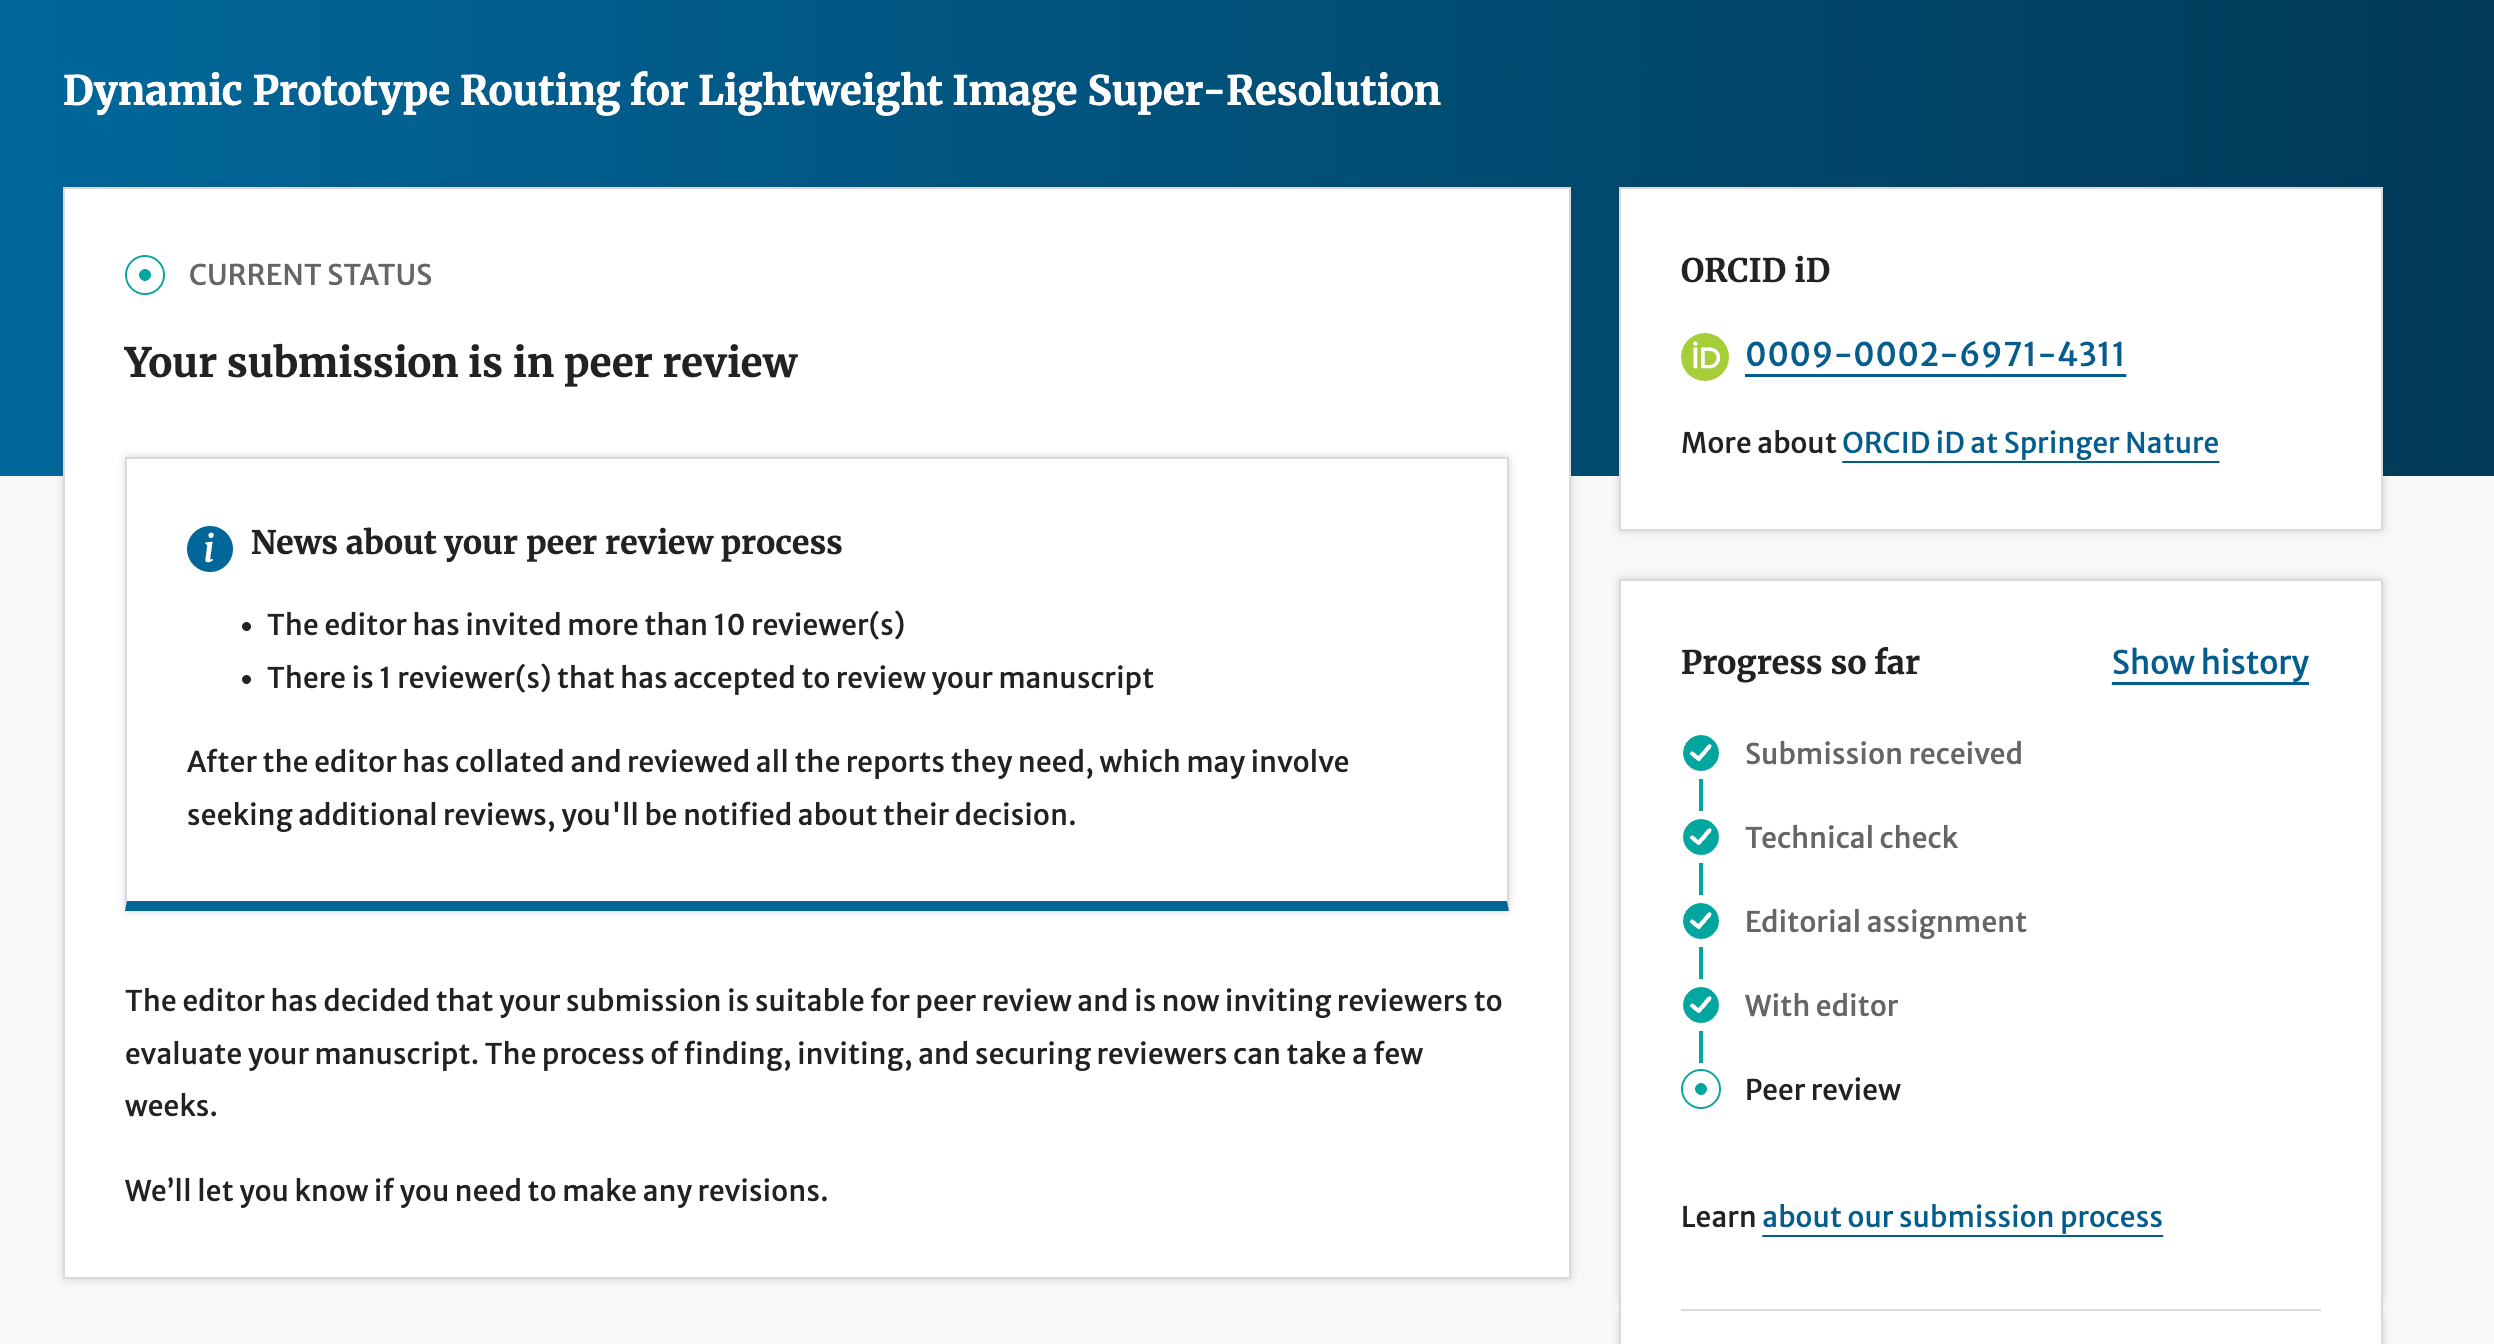 Dynamic Prototype Routing for Lightweight Image Super-Resolution
CURRENT STATUS
Your submission is in peer review
i News about your peer review process
• The editor has invited more than 10 reviewer(s)
• There is 1 reviewer(s) that has accepted to review your manuscript
After the editor has collated and reviewed all the reports they need, which may involve
seeking additional reviews, you'll be notified about their decision.
The editor has decided that your submission is suitable for peer review and is now inviting reviewers to
evaluate your manuscript. The process of finding, inviting, and securing reviewers can take a few
weeks.
We’ll let you know if you need to make any revisions.
ORCID iD
iD 0009-0002-6971-4311
More about ORCID iD at Springer Nature
Progress so far
Show history
Submission received
Technical check
Editorial assignment
With editor
Peer review
Learn about our submission process